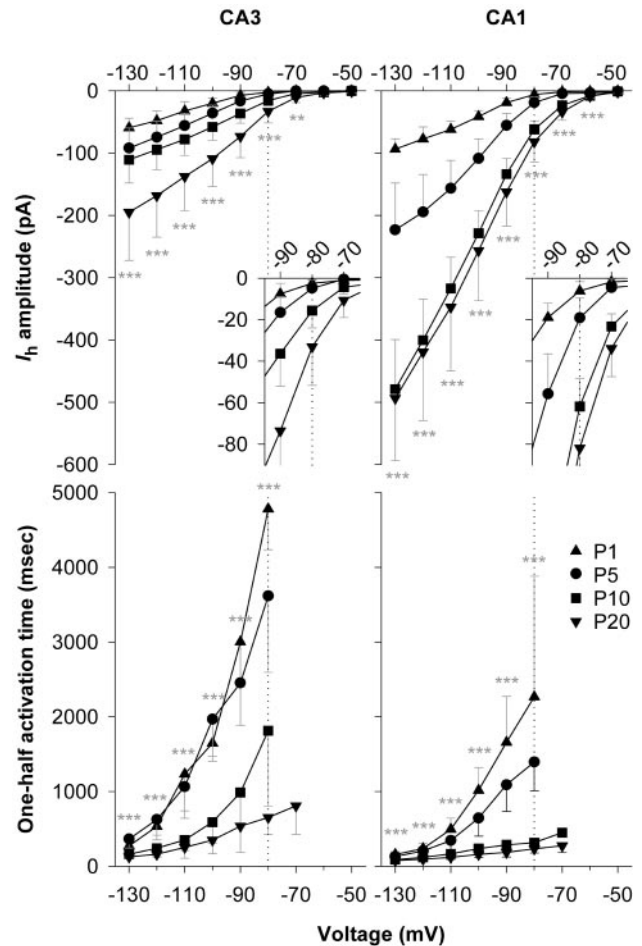 CA3 CA1
-130 -110 -90 -70 -50 -130 -110 -90 -70 -50
0
-100
-200
-300
-400
-500
-600
Ih amplitude (pA)
*** *** *** *** *** *** **
*** *** *** *** *** *** *** ***
-90 -80 -70
0
-20
-40
-60
-80
-90 -80 -70
5000
4000
3000
2000
1000
0
One-half activation time (msec)
*** *** *** *** *** ***
*** *** *** *** *** ***
P1
P5
P10
P20
-130 -110 -90 -70 -50 -130 -110 -90 -70 -50
Voltage (mV)